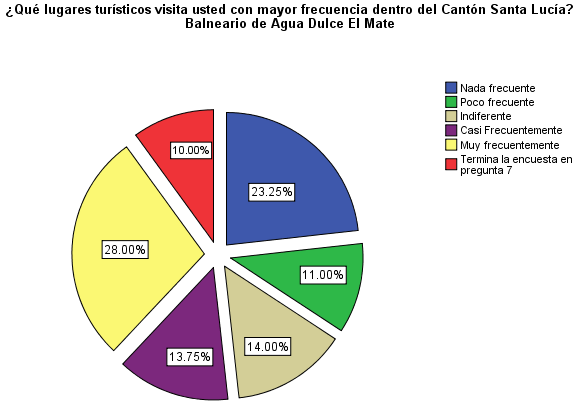 ¿Qué lugares turísticos visita usted con mayor frecuencia dentro del Cantón Santa Lucía?
Balneario de Agua Dulce El Mate
Nada frecuente
Poco frecuente
Indiferente
Casi Frecuentemente
Muy frecuentemente
Termina la encuesta en
pregunta 7
10.00%
23.25%
28.00%
11.00%
14.00%
13.75%